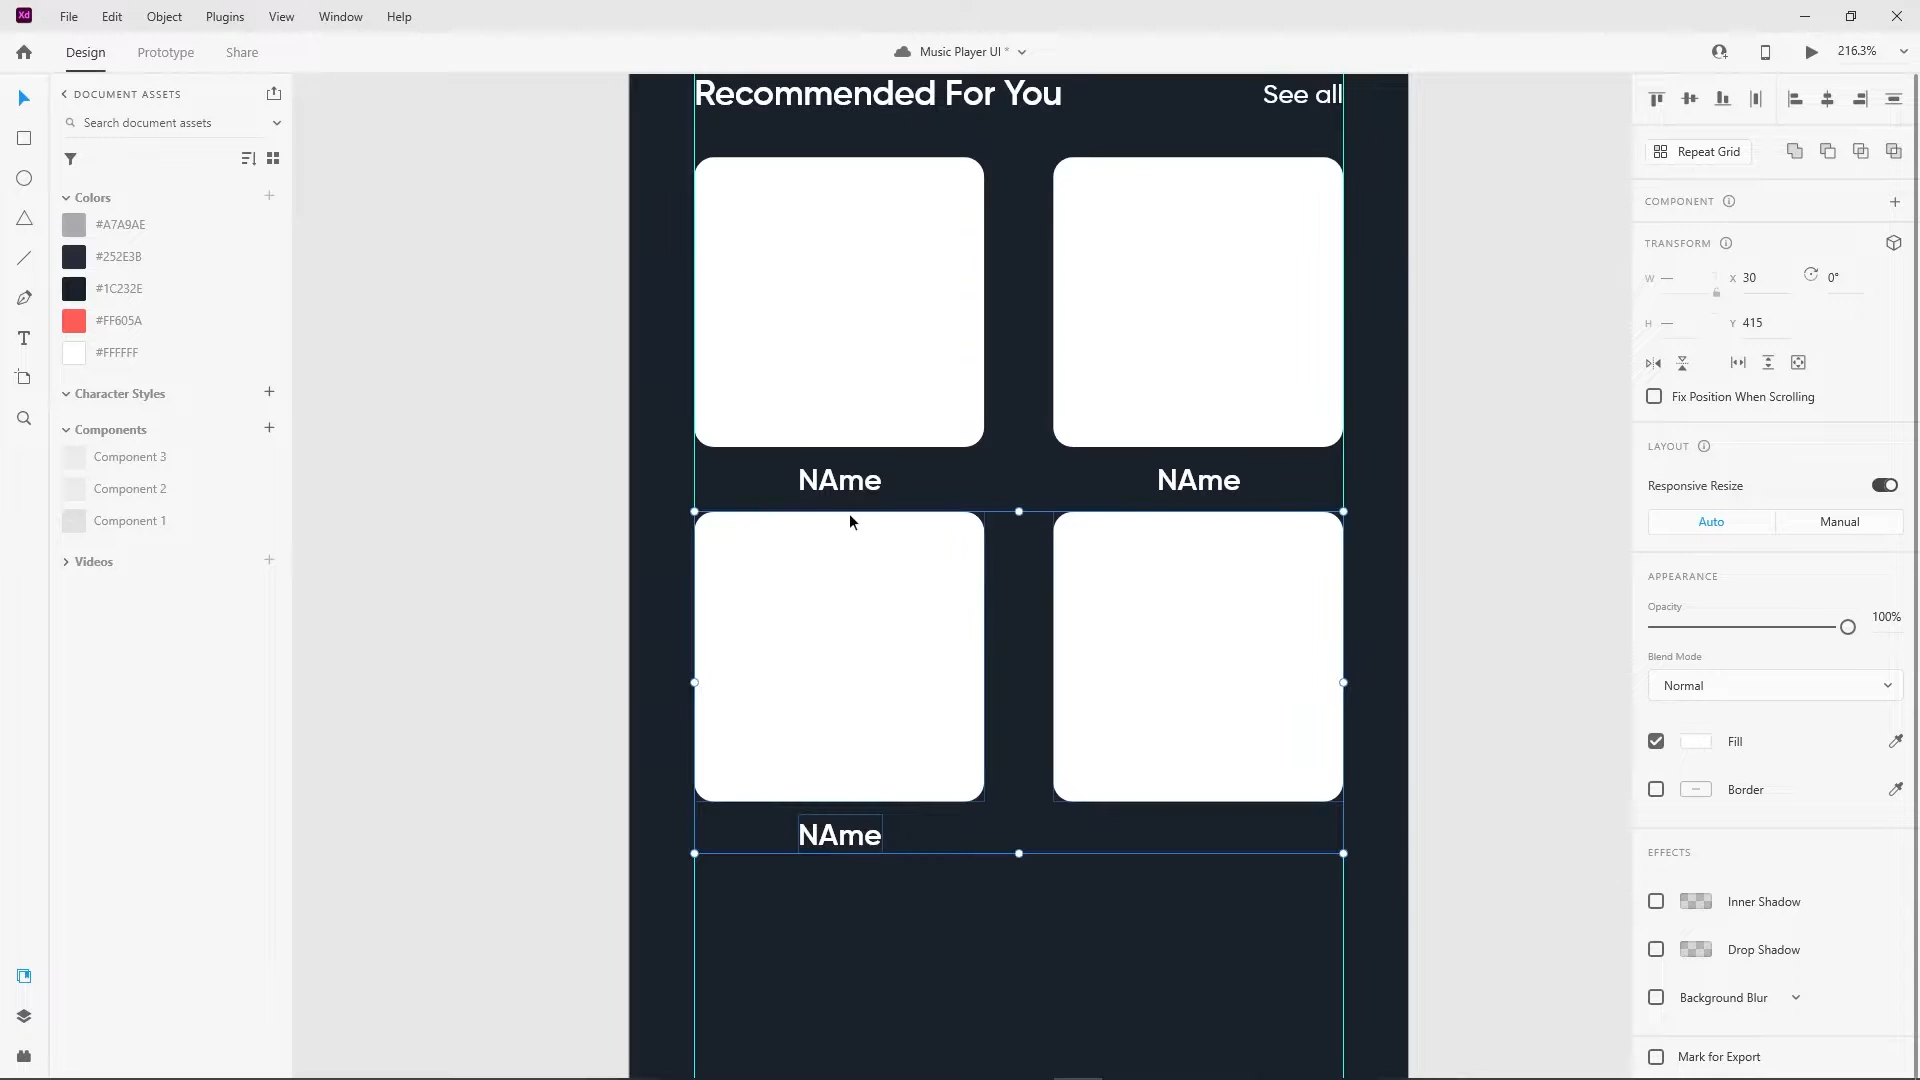 Xd File Edit Object Plugins View Window Help
Design Prototype Share Music Player UI * 216.3%
DOCUMENT ASSETS
Search document assets
Colors
#A7A9AE
#252E3B
#1C232E
#FF605A
#FFFFFF
Character Styles
Components
Component 3
Component 2
Component 1
Videos
Recommended For You See all
NAme NAme
NAme
Repeat Grid
COMPONENT
TRANSFORM
W X 30 0°
H Y 415
Fix Position When Scrolling
LAYOUT
Responsive Resize
Auto Manual
APPEARANCE
Opacity
100%
Blend Mode
Normal
Fill
Border
EFFECTS
Inner Shadow
Drop Shadow
Background Blur
Mark for Export